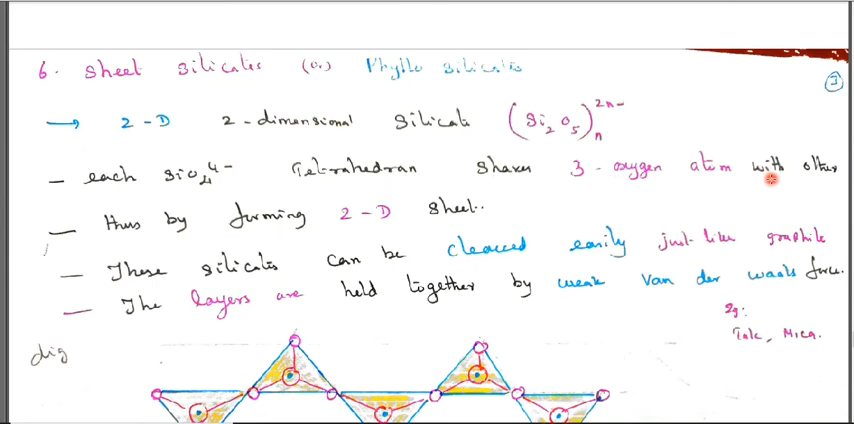 6. Sheet silicates (or) Phyllo silicates
1
→ 2-D 2-dimensional silicate (Si2O5)n^2n-
- each SiO4^4- Tetrahedran shares 3-oxygen atom with other
- thus by forming 2-D sheet..
- These silicates can be cleaved easily just-like graphite
- The layers are held together by weak Van der waals force.
Eg:
Talc, Mica.
dig